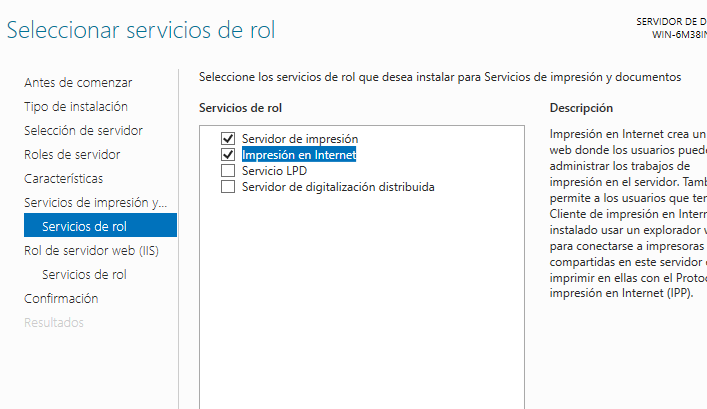 Seleccionar servicios de rol
SERVIDOR DE D
WIN-6M38IN
Antes de comenzar
Tipo de instalación
Selección de servidor
Roles de servidor
Características
Servicios de impresión y...
Servicios de rol
Rol de servidor web (IIS)
Servicios de rol
Confirmación
Resultados
Seleccione los servicios de rol que desea instalar para Servicios de impresión y documentos
Servicios de rol
Servidor de impresión
Impresión en Internet
Servicio LPD
Servidor de digitalización distribuida
Descripción
Impresión en Internet crea un
web donde los usuarios puede
administrar los trabajos de
impresión en el servidor. Tamb
permite a los usuarios que ten
Cliente de impresión en Intern
instalado usar un explorador w
para conectarse a impresoras
compartidas en este servidor e
imprimir en ellas con el Protoc
impresión en Internet (IPP).